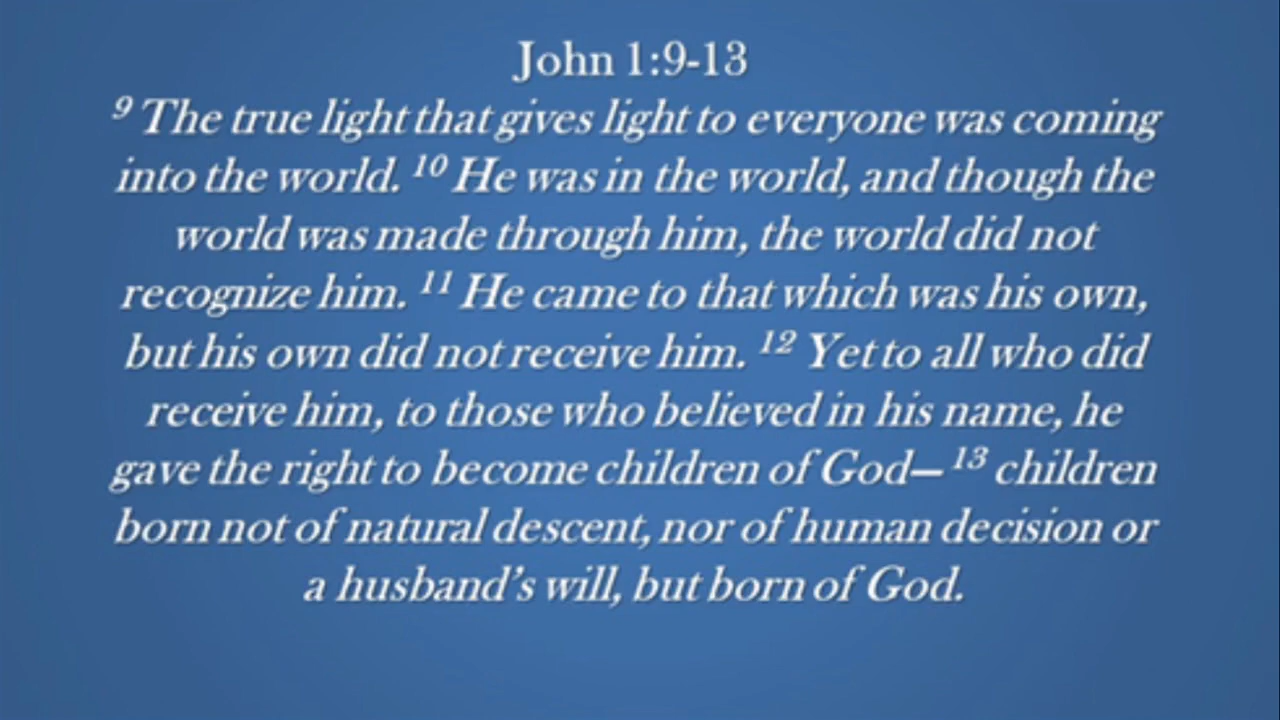 John 1:9-13
9 The true light that gives light to everyone was coming
into the world. 10 He was in the world, and though the
world was made through him, the world did not
recognize him. 11 He came to that which was his own,
but his own did not receive him. 12 Yet to all who did
receive him, to those who believed in his name, he
gave the right to become children of God— 13 children
born not of natural descent, nor of human decision or
a husband’s will, but born of God.